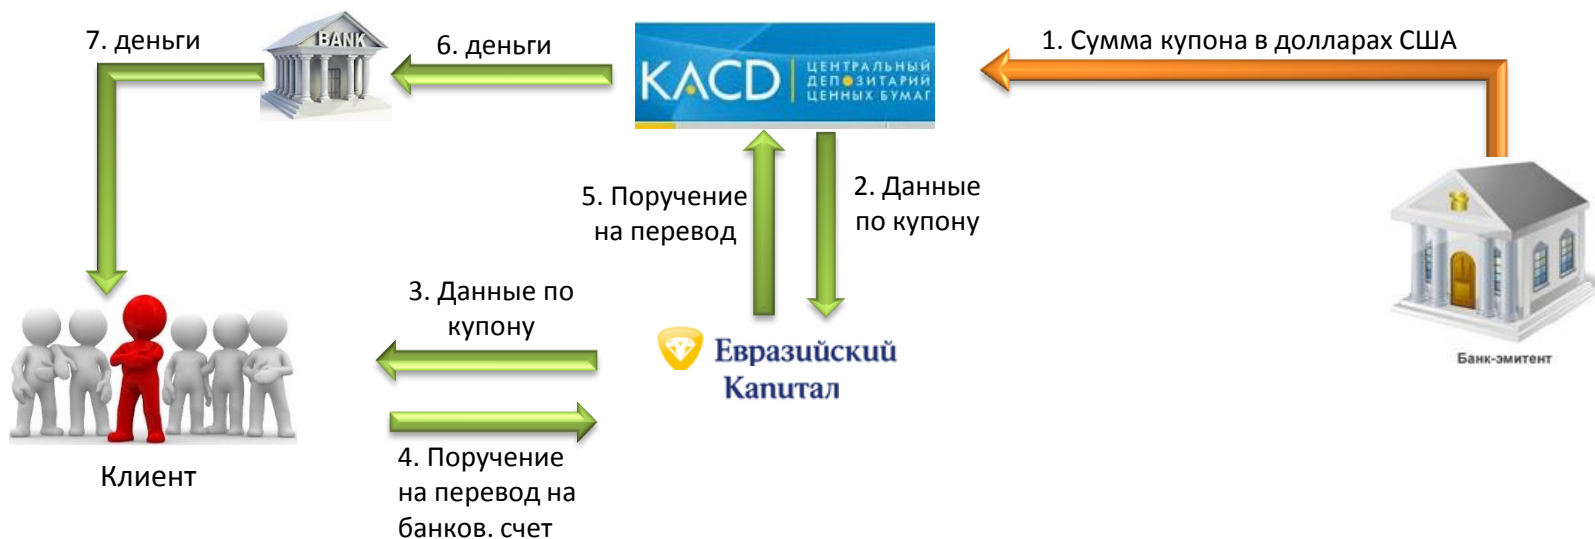 7. деньги
BANK
6. деньги
KACD
ЦЕНТРАЛЬНЫЙ
ДЕПОЗИТАРИЙ
ЦЕННЫХ БУМАГ
1. Сумма купона в долларах США
5. Поручение
на перевод
2. Данные
по купону
3. Данные по
купону
Евразийский
Капитал
Банк-эмитент
4. Поручение
на перевод на
банков. счет
Клиент